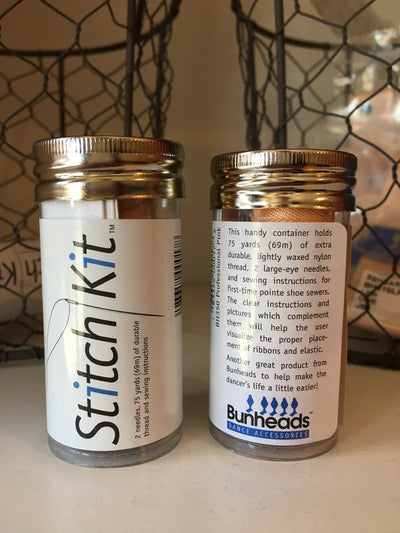 Stitch Kit™
2 needles, 75 yards (69m) of durable
thread and sewing instructions
BH350 Professional Pink
This handy container holds
75 yards (69m) of extra
durable, lightly waxed nylon
thread, 2 large-eye needles,
and sewing instructions for
first-time pointe shoe sewers.
The clear instructions and
pictures which complement
them will help the user
visualize the proper place-
ment of ribbons and elastic.
Another great product from
Bunheads to help make the
dancer's life a little easier!
Bunheads™
DANCE ACCESSORIES